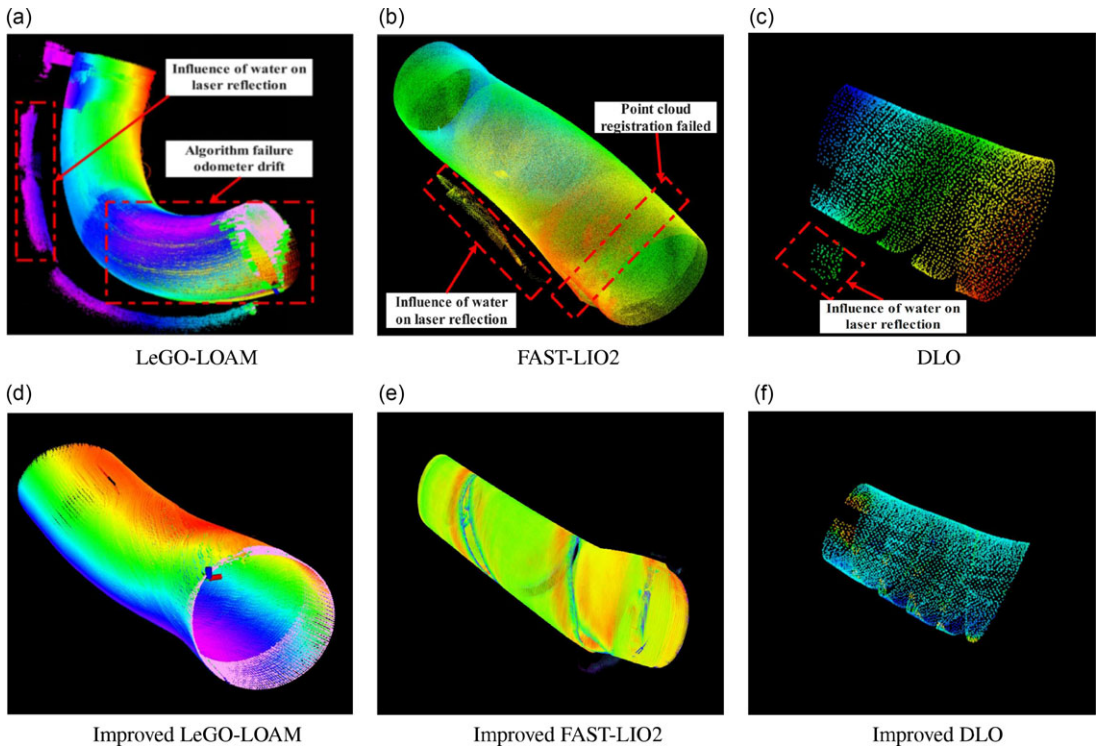 (a)
Influence of water on
laser reflection
Algorithm failure
odometer drift
LeGO-LOAM
(b)
Point cloud
registration failed
Influence of water
on laser reflection
FAST-LIO2
(c)
Influence of water on
laser reflection
DLO
(d)
Improved LeGO-LOAM
(e)
Improved FAST-LIO2
(f)
Improved DLO